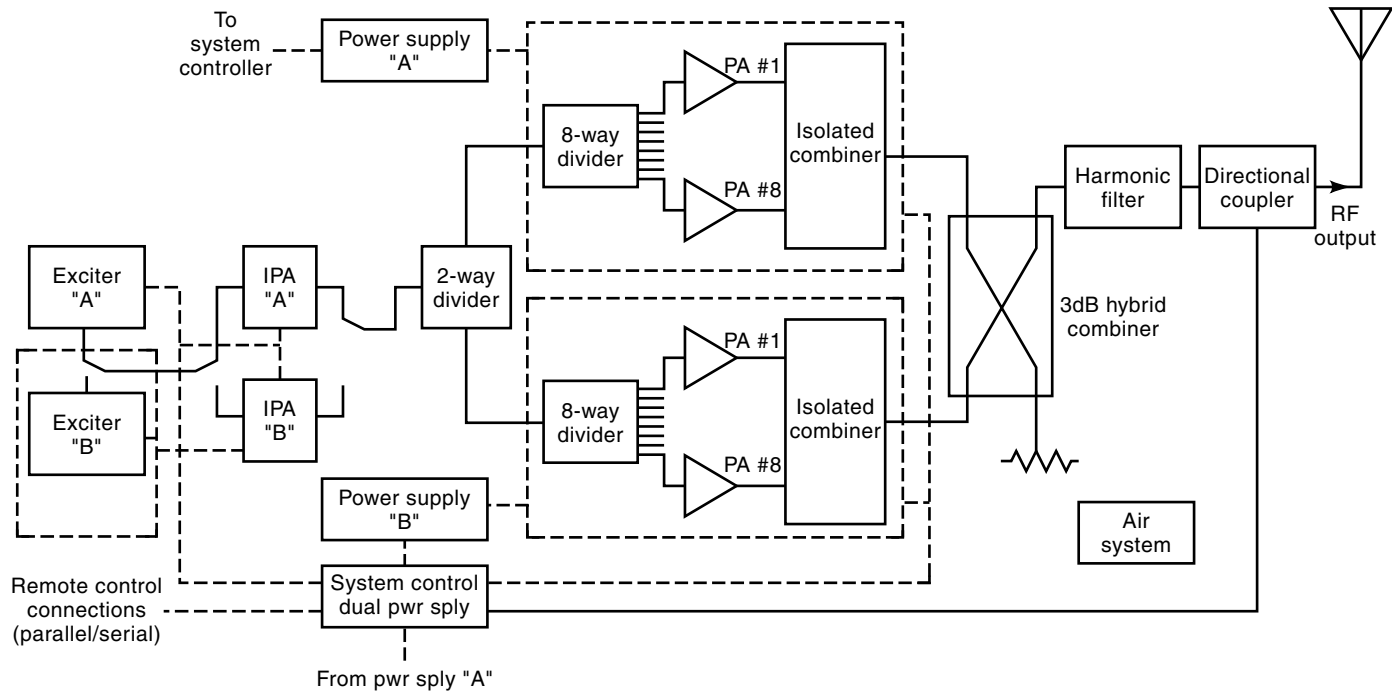 To
system
controller
Power supply
"A"
8-way
divider
PA #1
PA #8
Isolated
combiner
Harmonic
filter
Directional
coupler
RF
output
Exciter
"A"
IPA
"A"
2-way
divider
3dB hybrid
combiner
Exciter
"B"
IPA
"B"
8-way
divider
PA #1
PA #8
Isolated
combiner
Power supply
"B"
Air
system
Remote control
connections
(parallel/serial)
System control
dual pwr sply
From pwr sply "A"